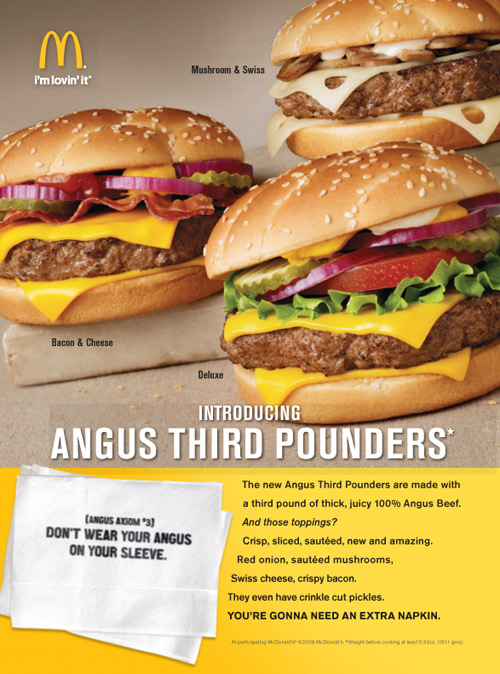 M
i'm lovin' it®
Mushroom & Swiss
Bacon & Cheese
Deluxe
INTRODUCING
ANGUS THIRD POUNDERS*
(ANGUS AXIOM #3)
DON'T WEAR YOUR ANGUS
ON YOUR SLEEVE.
The new Angus Third Pounders are made with
a third pound of thick, juicy 100% Angus Beef.
And those toppings?
Crisp, sliced, sautéed, new and amazing.
Red onion, sautéed mushrooms,
Swiss cheese, crispy bacon.
They even have crinkle cut pickles.
YOU'RE GONNA NEED AN EXTRA NAPKIN.
At participating McDonald's® ©2009 McDonald's. *Weight before cooking at least 5.33oz. (151.1 gms).